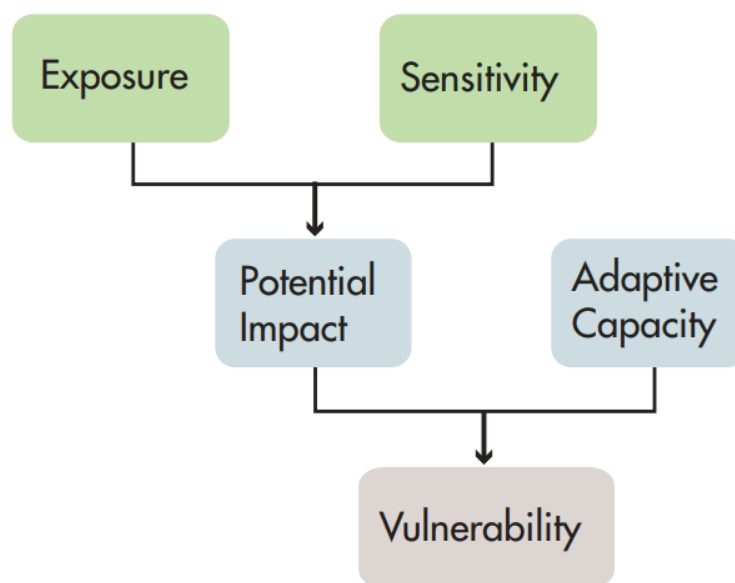 Exposure
Sensitivity
Potential
Impact
Adaptive
Capacity
Vulnerability